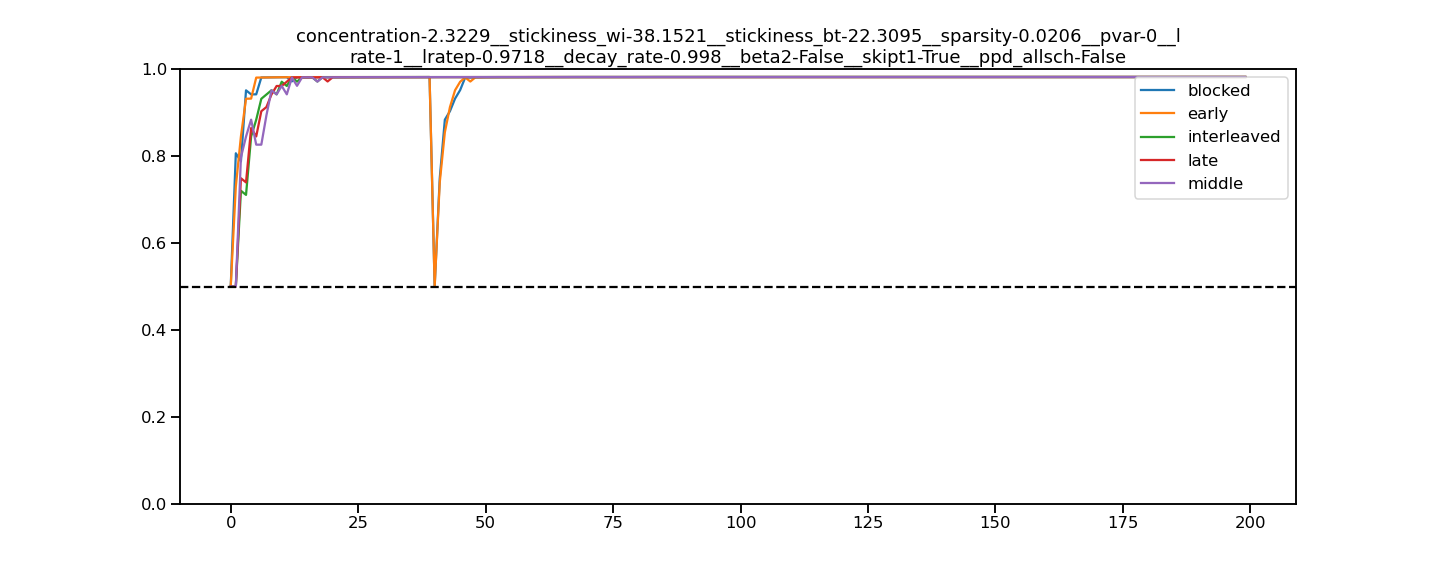 concentration-2.3229__stickiness_wi-38.1521__stickiness_bt-22.3095__sparsity-0.0206__pvar-0__l
rate-1__lratep-0.9718__decay_rate-0.998__beta2-False__skipt1-True__ppd_allsch-False
1.0
0.8
0.6
0.4
0.2
0.0
blocked
early
interleaved
late
middle
0 25 50 75 100 125 150 175 200